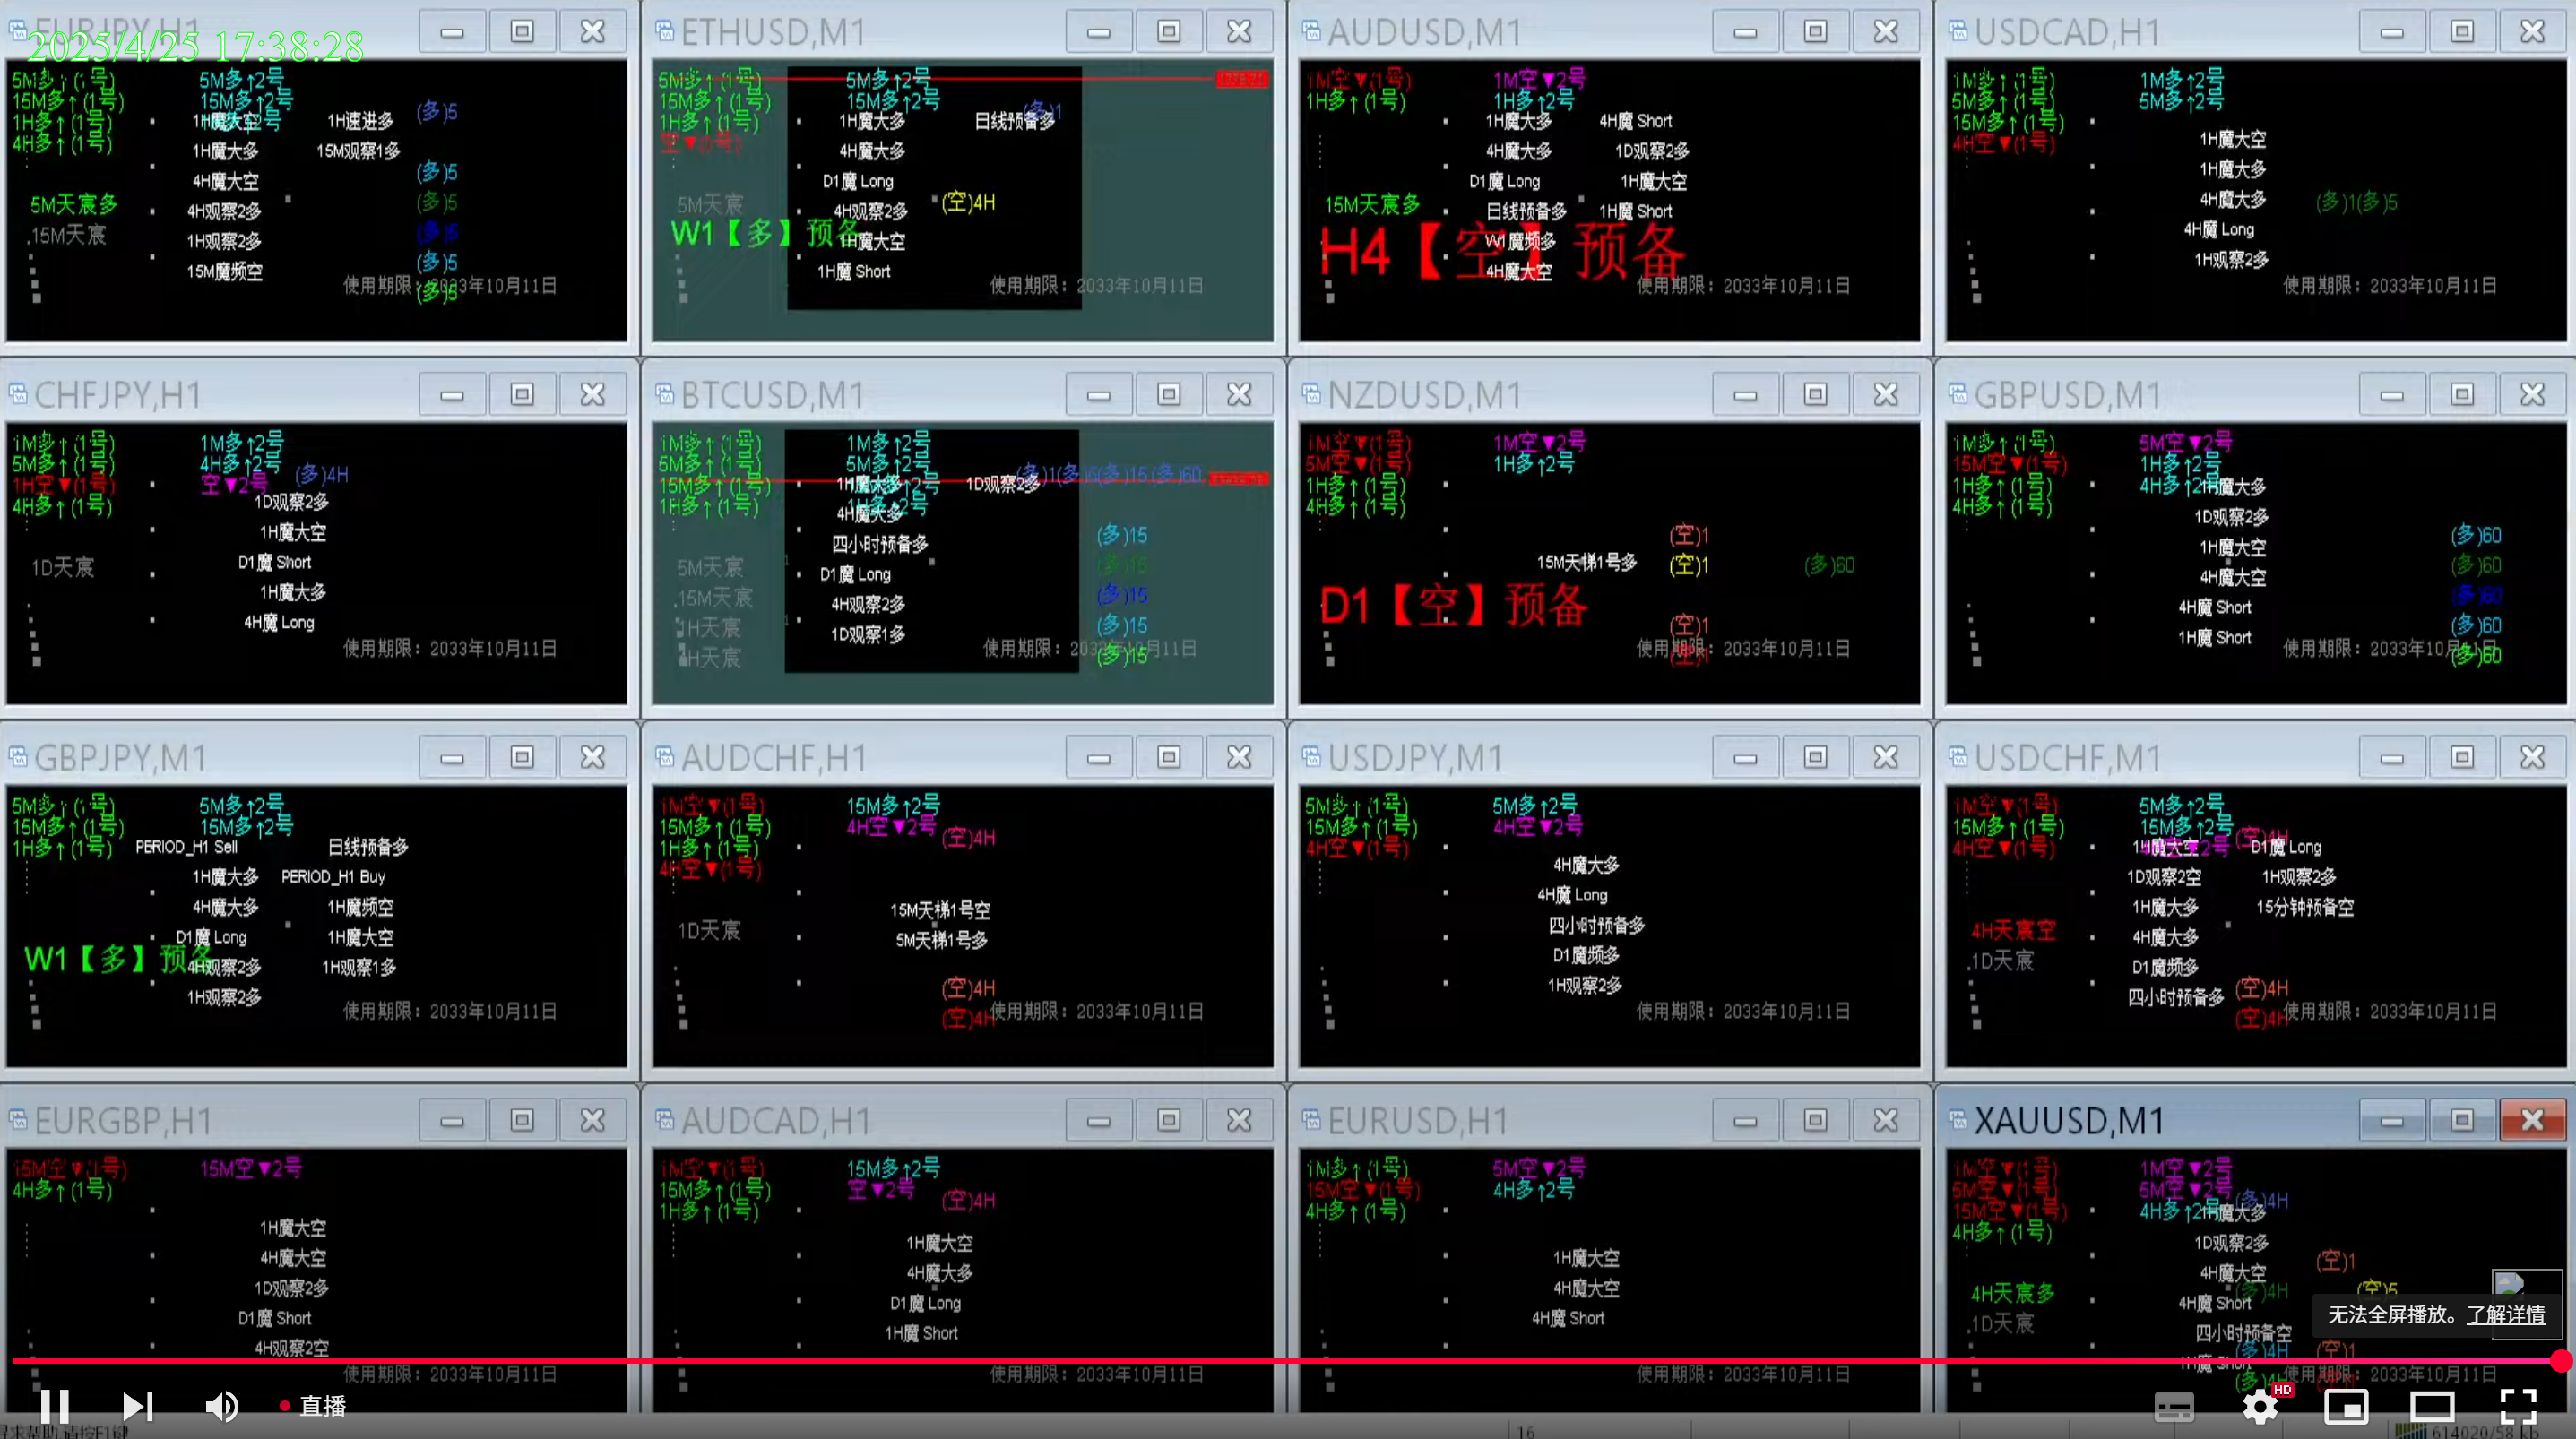 EURJPY,H1
2025/4/25 17:38:28
5M多↑(1号)
15M多↑(1号)
1H多↑(1号)
4H多↑(1号)
5M多↑2号
15M多↑2号
1H魔大空
1H速进多
(多)5
1H魔大多
15M观察1多
4H魔大空
(多)5
5M天宸多
4H观察2多
(多)5
.15M天宸
1H观察2多
(多)5
15M魔频空
(多)5
使用期限：2033年10月11日
(多)5
ETHUSD,M1
5M多↑(1号)
15M多↑(1号)
1H多↑(1号)
空▼(1号)
5M多↑2号
15M多↑2号
(多)1
1H魔大多
日线预备多
4H魔大多
D1魔 Long
5M天宸
4H观察2多
(空)4H
W1【多】预备
1H魔大空
1H魔 Short
使用期限：2033年10月11日
AUDUSD,M1
1M空▼(1号)
1H多↑(1号)
1M空▼2号
1H多↑2号
1H魔大多
4H魔 Short
4H魔大多
1D观察2多
D1魔 Long
1H魔大空
15M天宸多
日线预备多
1H魔 Short
H4【空】预备
W1魔频多
4H魔大空
使用期限：2033年10月11日
USDCAD,H1
1M多↑(1号)
5M多↑(1号)
15M多↑(1号)
4H空▼(1号)
1M多↑2号
5M多↑2号
1H魔大空
1H魔大多
4H魔大多
(多)1(多)5
4H魔 Long
1H观察2多
使用期限：2033年10月11日
CHFJPY,H1
1M多↑(1号)
5M多↑(1号)
1H空▼(1号)
4H多↑(1号)
1M多↑2号
4H多↑2号
空▼2号
(多)4H
1D观察2多
1H魔大空
1D天宸
D1魔 Short
1H魔大多
4H魔 Long
使用期限：2033年10月11日
BTCUSD,M1
1M多↑(1号)
5M多↑(1号)
15M多↑(1号)
1H多↑(1号)
1M多↑2号
5M多↑2号
(多)1(多)5(多)15(多)60
1H魔大多
1D观察2多
4H魔大多
四小时预备多
(多)15
5M天宸
D1魔 Long
(多)15
.15M天宸
4H观察2多
(多)15
1H天宸
1D观察1多
(多)15
H天宸
使用期限：2033年10月11日
(多)15
NZDUSD,M1
1M空▼(1号)
5M空▼(1号)
1H多↑(1号)
4H多↑(1号)
1M空▼2号
1H多↑2号
(空)1
15M天梯1号多
(空)1
(多)60
D1【空】预备
(空)1
使用期限：2033年10月11日
(空)1
GBPUSD,M1
1M多↑(1号)
15M空▼(1号)
1H多↑(1号)
4H多↑(1号)
5M空▼2号
1H多↑2号
4H多↑2号
1H魔大多
1D观察2多
1H魔大空
(多)60
4H魔大空
(多)60
4H魔 Short
(多)60
1H魔 Short
(多)60
使用期限：2033年10月11日
(多)60
GBPJPY,M1
5M多↑(1号)
15M多↑(1号)
1H多↑(1号)
5M多↑2号
15M多↑2号
PERIOD_H1 Sell
日线预备多
1H魔大多
PERIOD_H1 Buy
4H魔大多
1H魔频空
D1魔 Long
1H魔大空
W1【多】预备
4H观察2多
1H观察1多
1H观察2多
使用期限：2033年10月11日
AUDCHF,H1
1M空▼(1号)
15M多↑(1号)
1H多↑(1号)
4H空▼(1号)
15M多↑2号
4H空▼2号
(空)4H
15M天梯1号空
1D天宸
5M天梯1号多
(空)4H
(空)4H
使用期限：2033年10月11日
USDJPY,M1
5M多↑(1号)
15M多↑(1号)
4H空▼(1号)
5M多↑2号
4H空▼2号
4H魔大多
4H魔 Long
四小时预备多
D1魔频多
1H观察2多
使用期限：2033年10月11日
USDCHF,M1
1M空▼(1号)
15M多↑(1号)
4H空▼(1号)
5M多↑2号
15M多↑2号
(空)4H
1H魔大空
D1魔 Long
1D观察2空
1H观察2多
1H魔大多
15分钟预备空
4H天宸空
4H魔大多
.1D天宸
D1魔频多
四小时预备多
(空)4H
(空)4H
使用期限：2033年10月11日
EURGBP,H1
15M空▼(1号)
4H多↑(1号)
15M空▼2号
1H魔大空
4H魔大空
1D观察2多
D1魔 Short
4H观察2空
使用期限：2033年10月11日
AUDCAD,H1
1M空▼(1号)
15M多↑(1号)
1H多↑(1号)
15M多↑2号
空▼2号
(空)4H
1H魔大空
4H魔大多
D1魔 Long
1H魔 Short
使用期限：2033年10月11日
EURUSD,H1
1M多↑(1号)
15M空▼(1号)
4H多↑(1号)
5M空▼2号
4H多↑2号
1H魔大空
4H魔大空
4H魔 Short
使用期限：2033年10月11日
XAUUSD,M1
1M空▼(1号)
5M空▼(1号)
15M空▼(1号)
4H多↑(1号)
1M空▼2号
5M空▼2号
4H多↑2号
(多)4H
1H魔大多
1D观察2多
4H魔大空
(空)1
4H天宸多
4H魔 Short
(多)4H
(空)5
.1D天宸
四小时预备空
(多)4H
(空)1
1H魔 Short
使用期限：2033年10月11日
无法全屏播放。了解详情
直播
HD
16
614020/58 kb